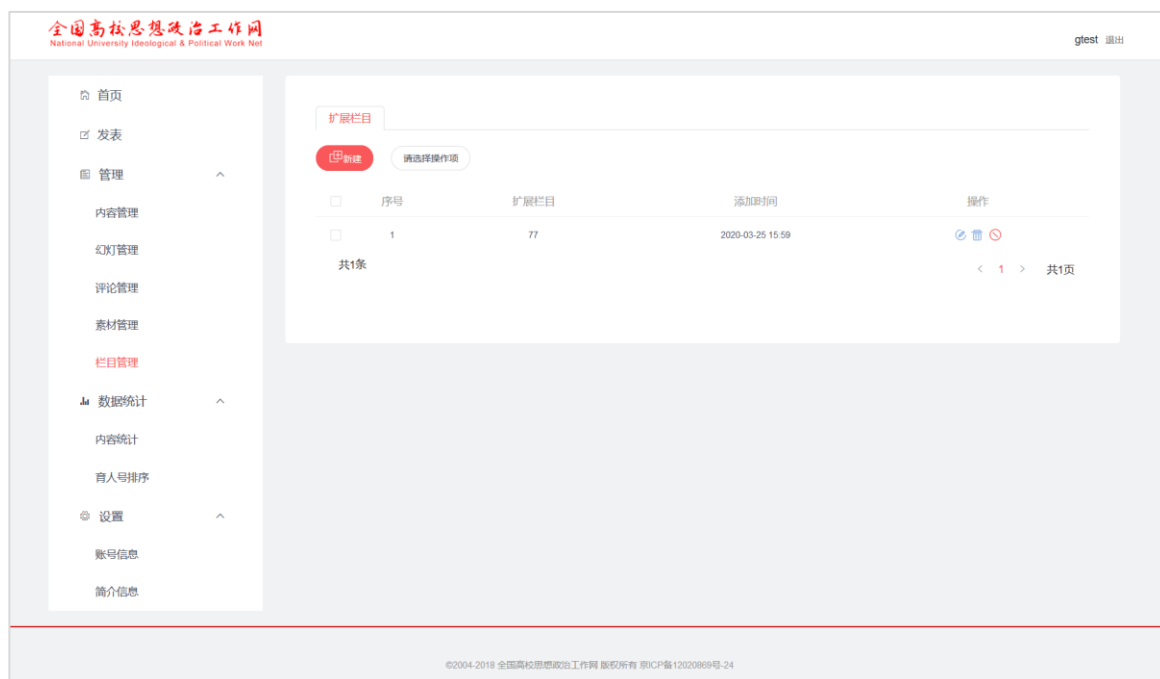 全国高校思想政治工作网
National University Ideological & Political Work Net
gtest 退出
首页
发表
管理
内容管理
幻灯管理
评论管理
素材管理
栏目管理
数据统计
内容统计
育人号排序
设置
账号信息
简介信息
扩展栏目
新建 请选择操作项
序号 扩展栏目 添加时间 操作
1 77 2020-03-25 15:59
共1条
< 1 > 共1页
©2004-2018 全国高校思想政治工作网 版权所有 京ICP备12020869号-24